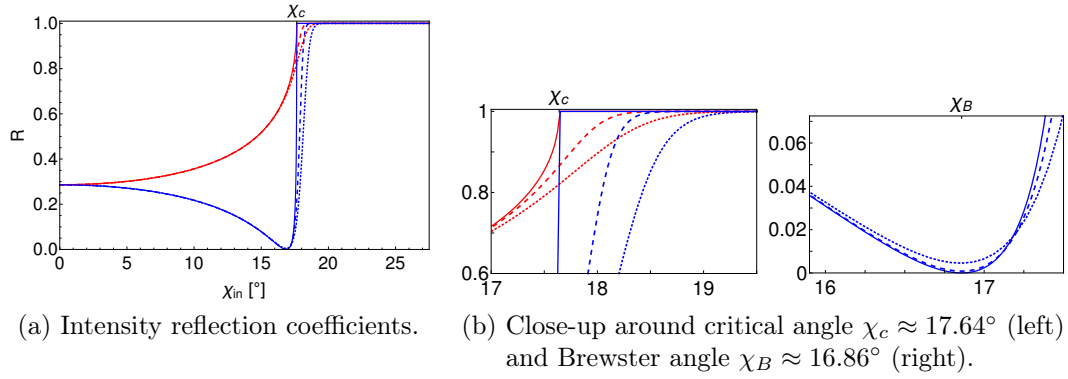 χc
1.0
0.8
0.6
0.4
0.2
0.0
R
0 5 10 15 20 25
χin [°]
χc
1
0.8
0.6
17 18 19
χB
0.06
0.04
0.02
0
16 17
(a) Intensity reflection coefficients.
(b) Close-up around critical angle χc ≈ 17.64° (left)
and Brewster angle χB ≈ 16.86° (right).